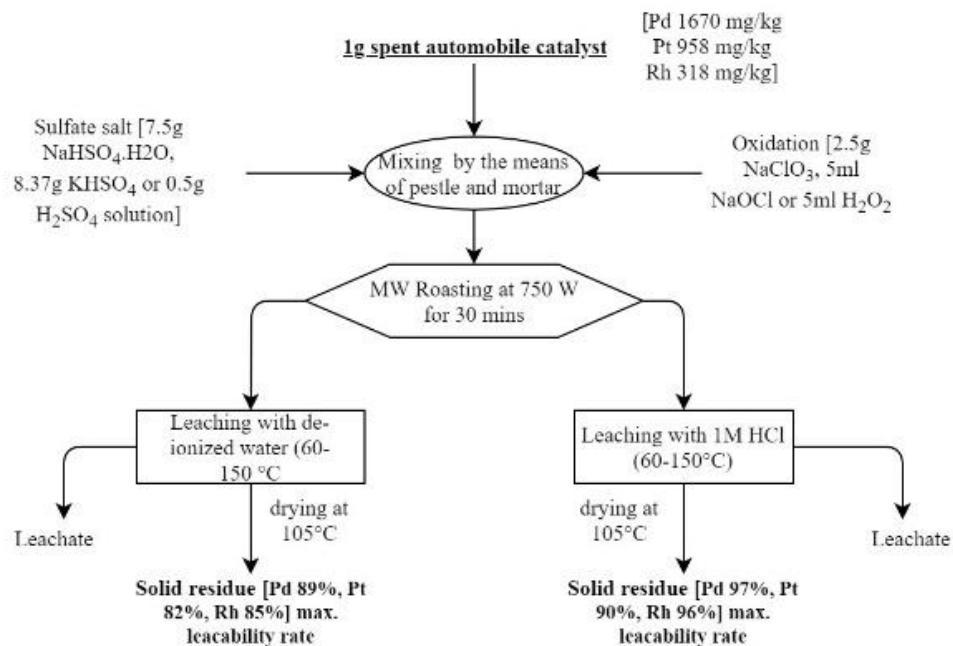 1g spent automobile catalyst
[Pd 1670 mg/kg
Pt 958 mg/kg
Rh 318 mg/kg]
Sulfate salt [7.5g
NaHSO₄.H2O,
8.37g KHSO₄ or 0.5g
H₂SO₄ solution]
Mixing by the means
of pestle and mortar
Oxidation [2.5g
NaClO₃, 5ml
NaOCl or 5ml H₂O₂
MW Roasting at 750 W
for 30 mins
Leaching with de-
ionized water (60-
150 °C
Leaching with 1M HCl
(60-150°C)
Leachate
drying at
105°C
drying at
105°C
Leachate
Solid residue [Pd 89%, Pt
82%, Rh 85%] max.
leacability rate
Solid residue [Pd 97%, Pt
90%, Rh 96%] max.
leacability rate